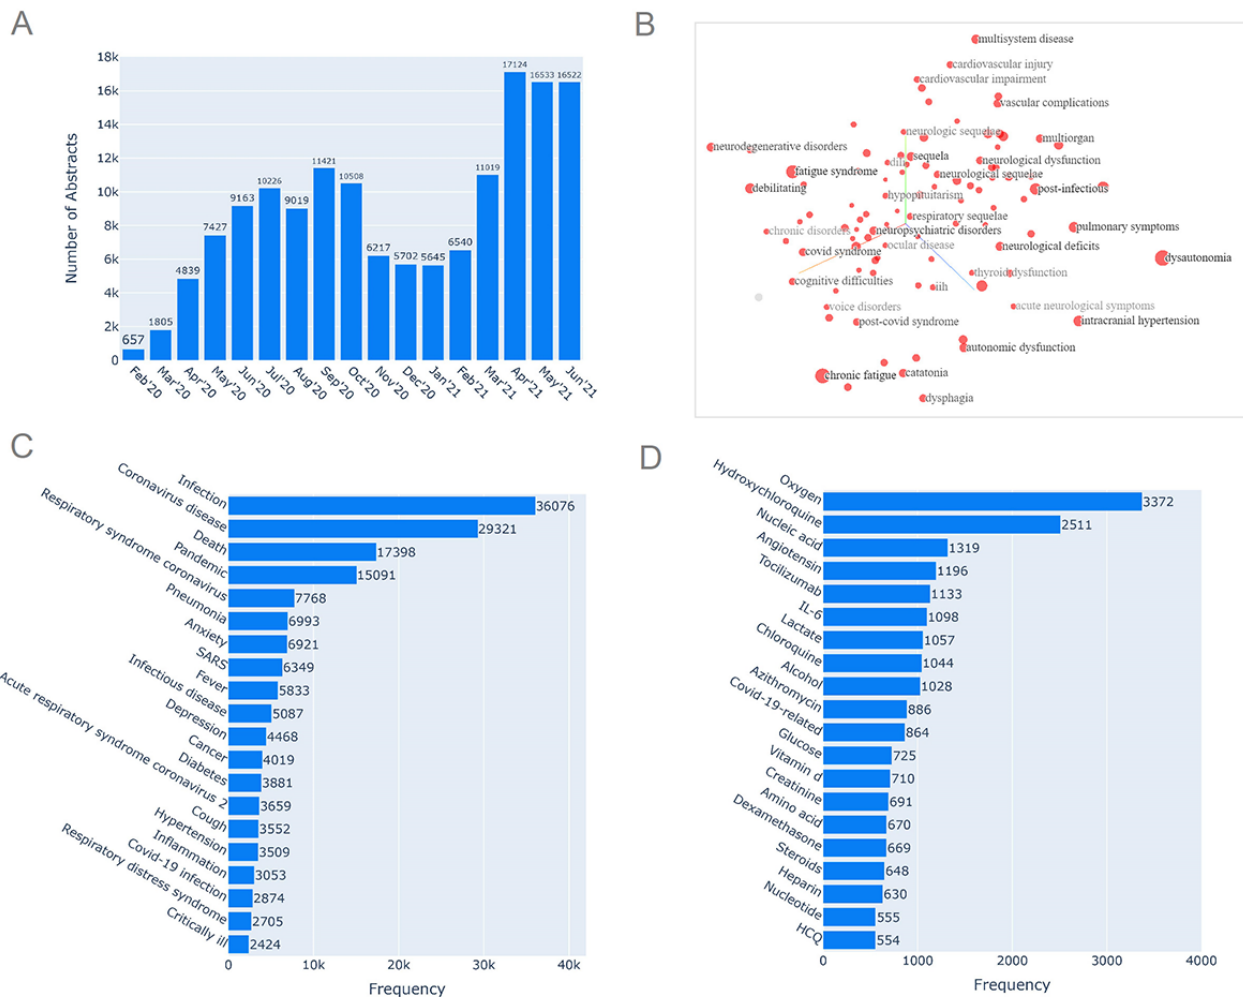 A
18k
16k
14k
12k
10k
8k
6k
4k
2k
0
Number of Abstracts
657
1805
4839
7427
9163
10226
9019
11421
10508
6217
5702
5645
6540
11019
17124
16533
16522
Feb'20
Mar'20
Apr'20
May'20
Jun'20
Jul'20
Aug'20
Sep'20
Oct'20
Nov'20
Dec'20
Jan'21
Feb'21
Mar'21
Apr'21
May'21
Jun'21
B
multisystem disease
cardiovascular injury
cardiovascular impairment
vascular complications
neurologic sequelae
multiorgan
neurodegenerative disorders
sequela
neurological dysfunction
dili
fatigue syndrome
neurological sequelae
debilitating
post-infectious
hypopituitarism
respiratory sequelae
pulmonary symptoms
chronic disorders
neuropsychiatric disorders
ocular disease
neurological deficits
covid syndrome
dysautonomia
thyroid dysfunction
cognitive difficulties
iih
voice disorders
acute neurological symptoms
post-covid syndrome
intracranial hypertension
autonomic dysfunction
chronic fatigue
catatonia
dysphagia
C
Infection 36076
Coronavirus disease 29321
Death 17398
Pandemic 15091
Respiratory syndrome coronavirus 7768
Pneumonia 6993
Anxiety 6921
SARS 6349
Fever 5833
Infectious disease 5087
Depression 4468
Cancer 4019
Diabetes 3881
Acute respiratory syndrome coronavirus 2 3659
Cough 3552
Hypertension 3509
Inflammation 3053
Covid-19 infection 2874
Respiratory distress syndrome 2705
Critically ill 2424
0 10k 20k 30k 40k
Frequency
D
Oxygen 3372
Hydroxychloroquine 2511
Nucleic acid 1319
Angiotensin 1196
Tocilizumab 1133
IL-6 1098
Lactate 1057
Chloroquine 1044
Alcohol 1028
Azithromycin 886
Covid-19-related 864
Glucose 725
Vitamin d 710
Creatinine 691
Amino acid 670
Dexamethasone 669
Steroids 648
Heparin 630
Nucleotide 555
HCQ 554
0 1000 2000 3000 4000
Frequency